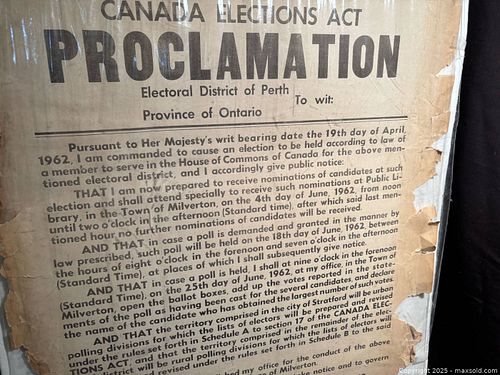 CANADA ELECTIONS ACT
PROCLAMATION
Electoral District of Perth
To wit:
Province of Ontario
Pursuant to Her Majesty's writ bearing date the 19th day of April,
1962, I am commanded to cause an election to be held according to law of
a member to serve in the House of Commons of Canada for the above men-
tioned electoral district, and I accordingly give public notice:
THAT I am now prepared to receive nominations of candidates at such
election and shall attend specially to receive such nominations at Public Li-
brary, in the Town of Milverton, on the 4th day of June, 1962, from noon
until two o'clock in the afternoon (Standard time), after which said last men-
tioned hour, no further nominations of candidates will be received.
AND THAT in case a poll is demanded and granted in the manner by
law prescribed, such poll will be held on the 18th day of June, 1962, between
the hours of eight o'clock in the forenoon and seven o'clock in the afternoon
(Standard Time), at places of which I shall subsequently give notice.
AND THAT in case a poll is held, I shall at nine o'clock in the forenoon
(Standard Time), on the 25th day of June, 1962, at my office, in the Town of
Milverton, open the ballot boxes, add up the votes reported in the state-
ments of the poll as having been cast for the several candidates, and declare
the name of the candidate who has obtained the largest number of such votes.
AND THAT the territory comprised in the city of Stratford will be urban
polling divisions for which the lists of electors will be prepared and revised
under the rules set forth in Schedule A to section 17 of the CANADA ELEC-
TIONS ACT, and that the territory comprised in the remainder of the elec-
district will be rural polling divisions for which the lists of electors will
and revised under the rules set forth in Schedule B to the said
my office for the conduct of the above
of Milverton.
take notice and to govern
Copyright 2025 - maxsold.com